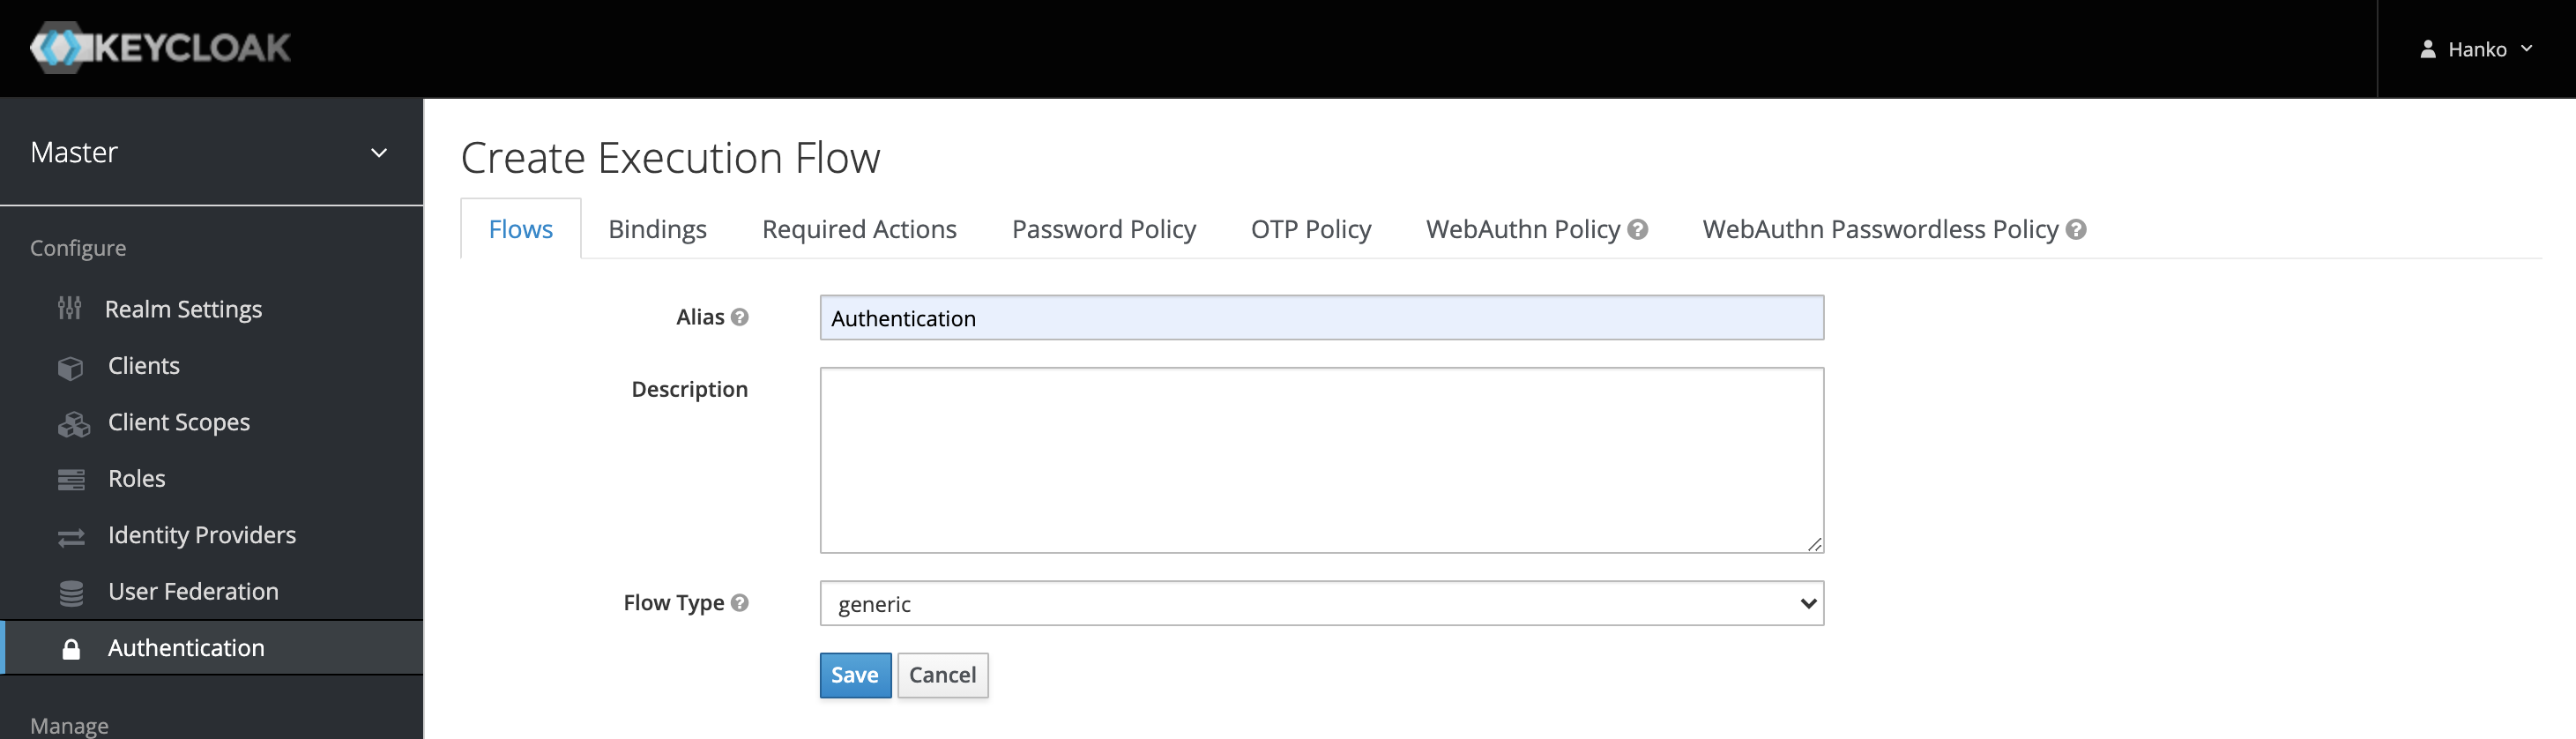 KEYCLOAK
Hanko
Master
Configure
Realm Settings
Clients
Client Scopes
Roles
Identity Providers
User Federation
Authentication
Manage
Create Execution Flow
Flows Bindings Required Actions Password Policy OTP Policy WebAuthn Policy ? WebAuthn Passwordless Policy ?
Alias ? Authentication
Description
Flow Type ? generic
Save Cancel